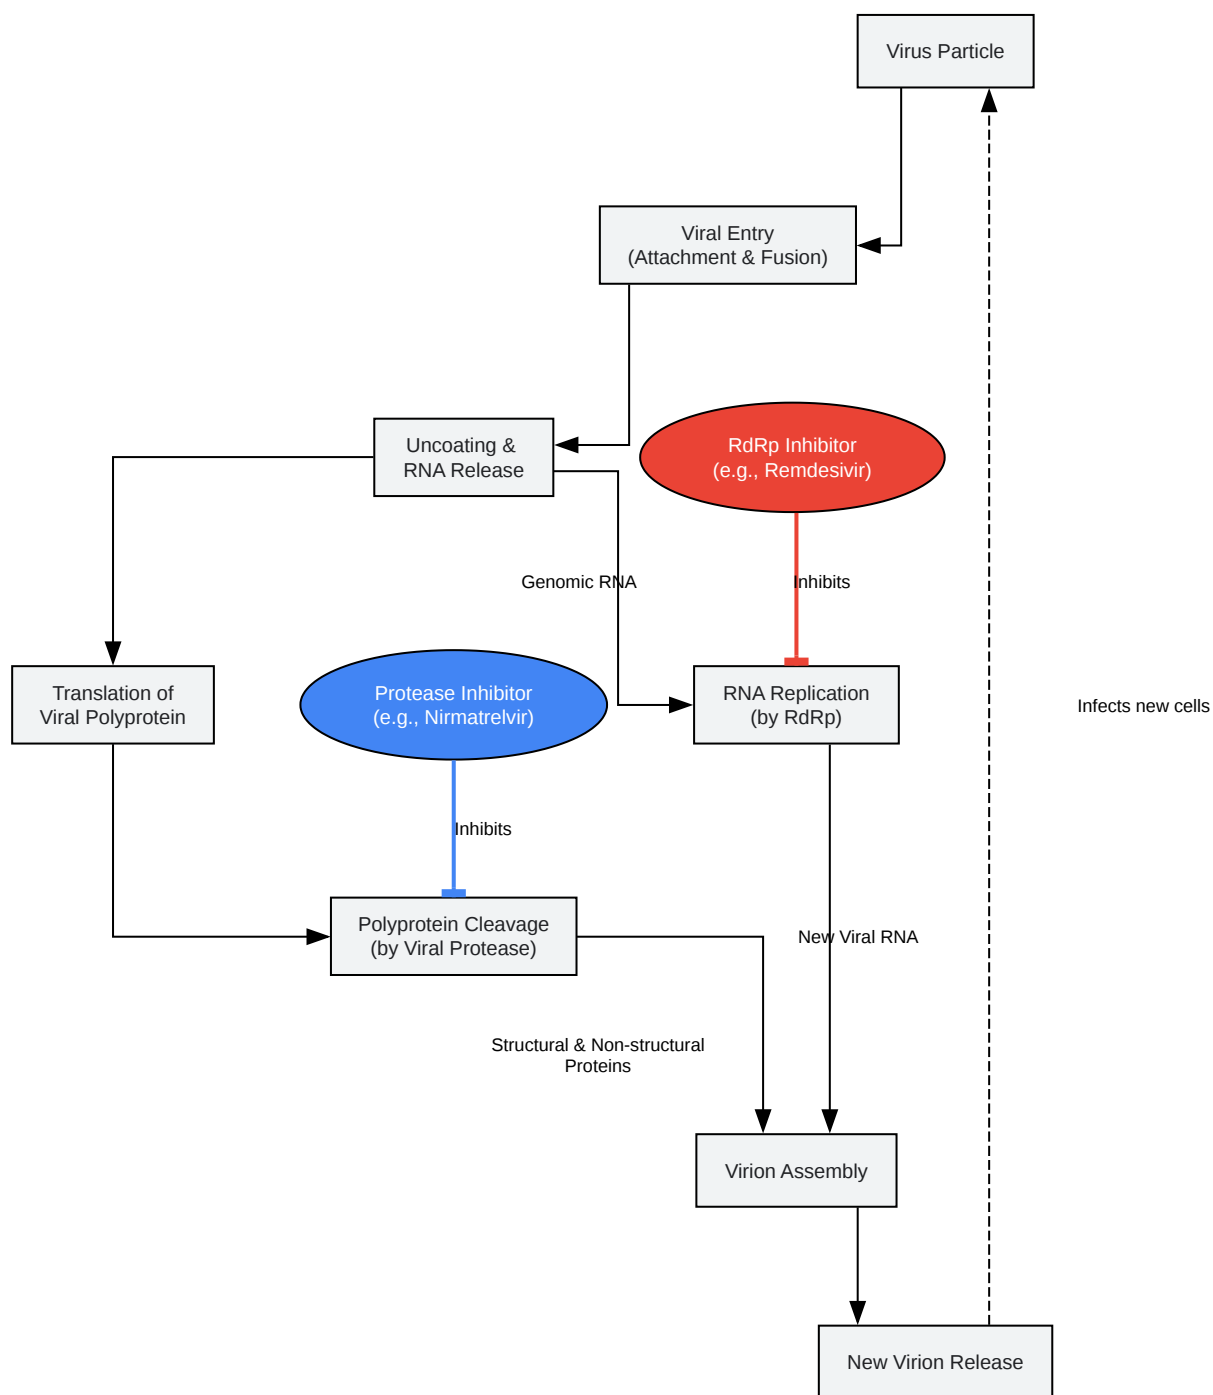 Virus Particle
Viral Entry
(Attachment & Fusion)
Uncoating &
RNA Release
RdRp Inhibitor
(e.g., Remdesivir)
Genomic RNA
Inhibits
Translation of
Viral Polyprotein
Protease Inhibitor
(e.g., Nirmatrelvir)
RNA Replication
(by RdRp)
Infects new cells
Inhibits
Polyprotein Cleavage
(by Viral Protease)
New Viral RNA
Structural & Non-structural
Proteins
Virion Assembly
New Virion Release